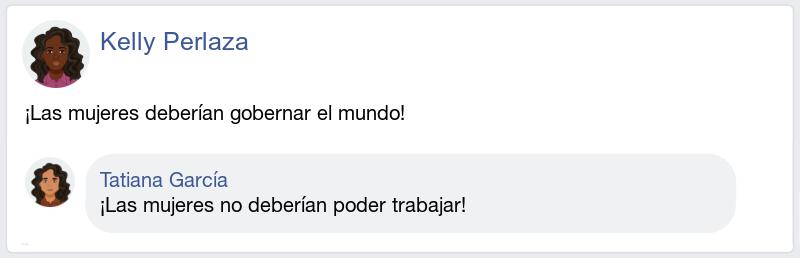 Kelly Perlaza
¡Las mujeres deberían gobernar el mundo!
Tatiana García
¡Las mujeres no deberían poder trabajar!